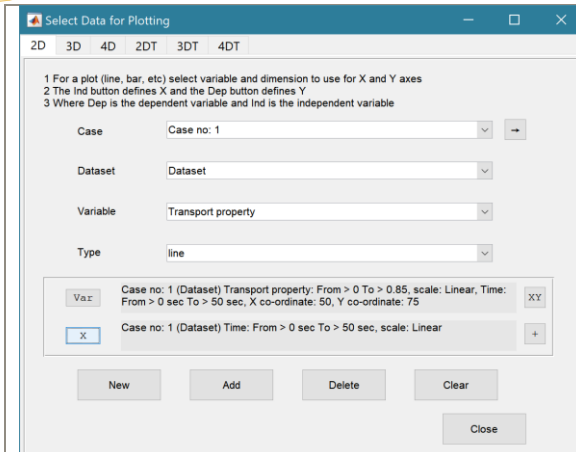 Select Data for Plotting
2D 3D 4D 2DT 3DT 4DT
1 For a plot (line, bar, etc) select variable and dimension to use for X and Y axes
2 The Ind button defines X and the Dep button defines Y
3 Where Dep is the dependent variable and Ind is the independent variable
Case Case no: 1
Dataset Dataset
Variable Transport property
Type line
Var Case no: 1 (Dataset) Transport property: From > 0 To > 0.85, scale: Linear, Time: XY
From > 0 sec To > 50 sec, X co-ordinate: 50, Y co-ordinate: 75
X Case no: 1 (Dataset) Time: From > 0 sec To > 50 sec, scale: Linear +
New Add Delete Clear
Close